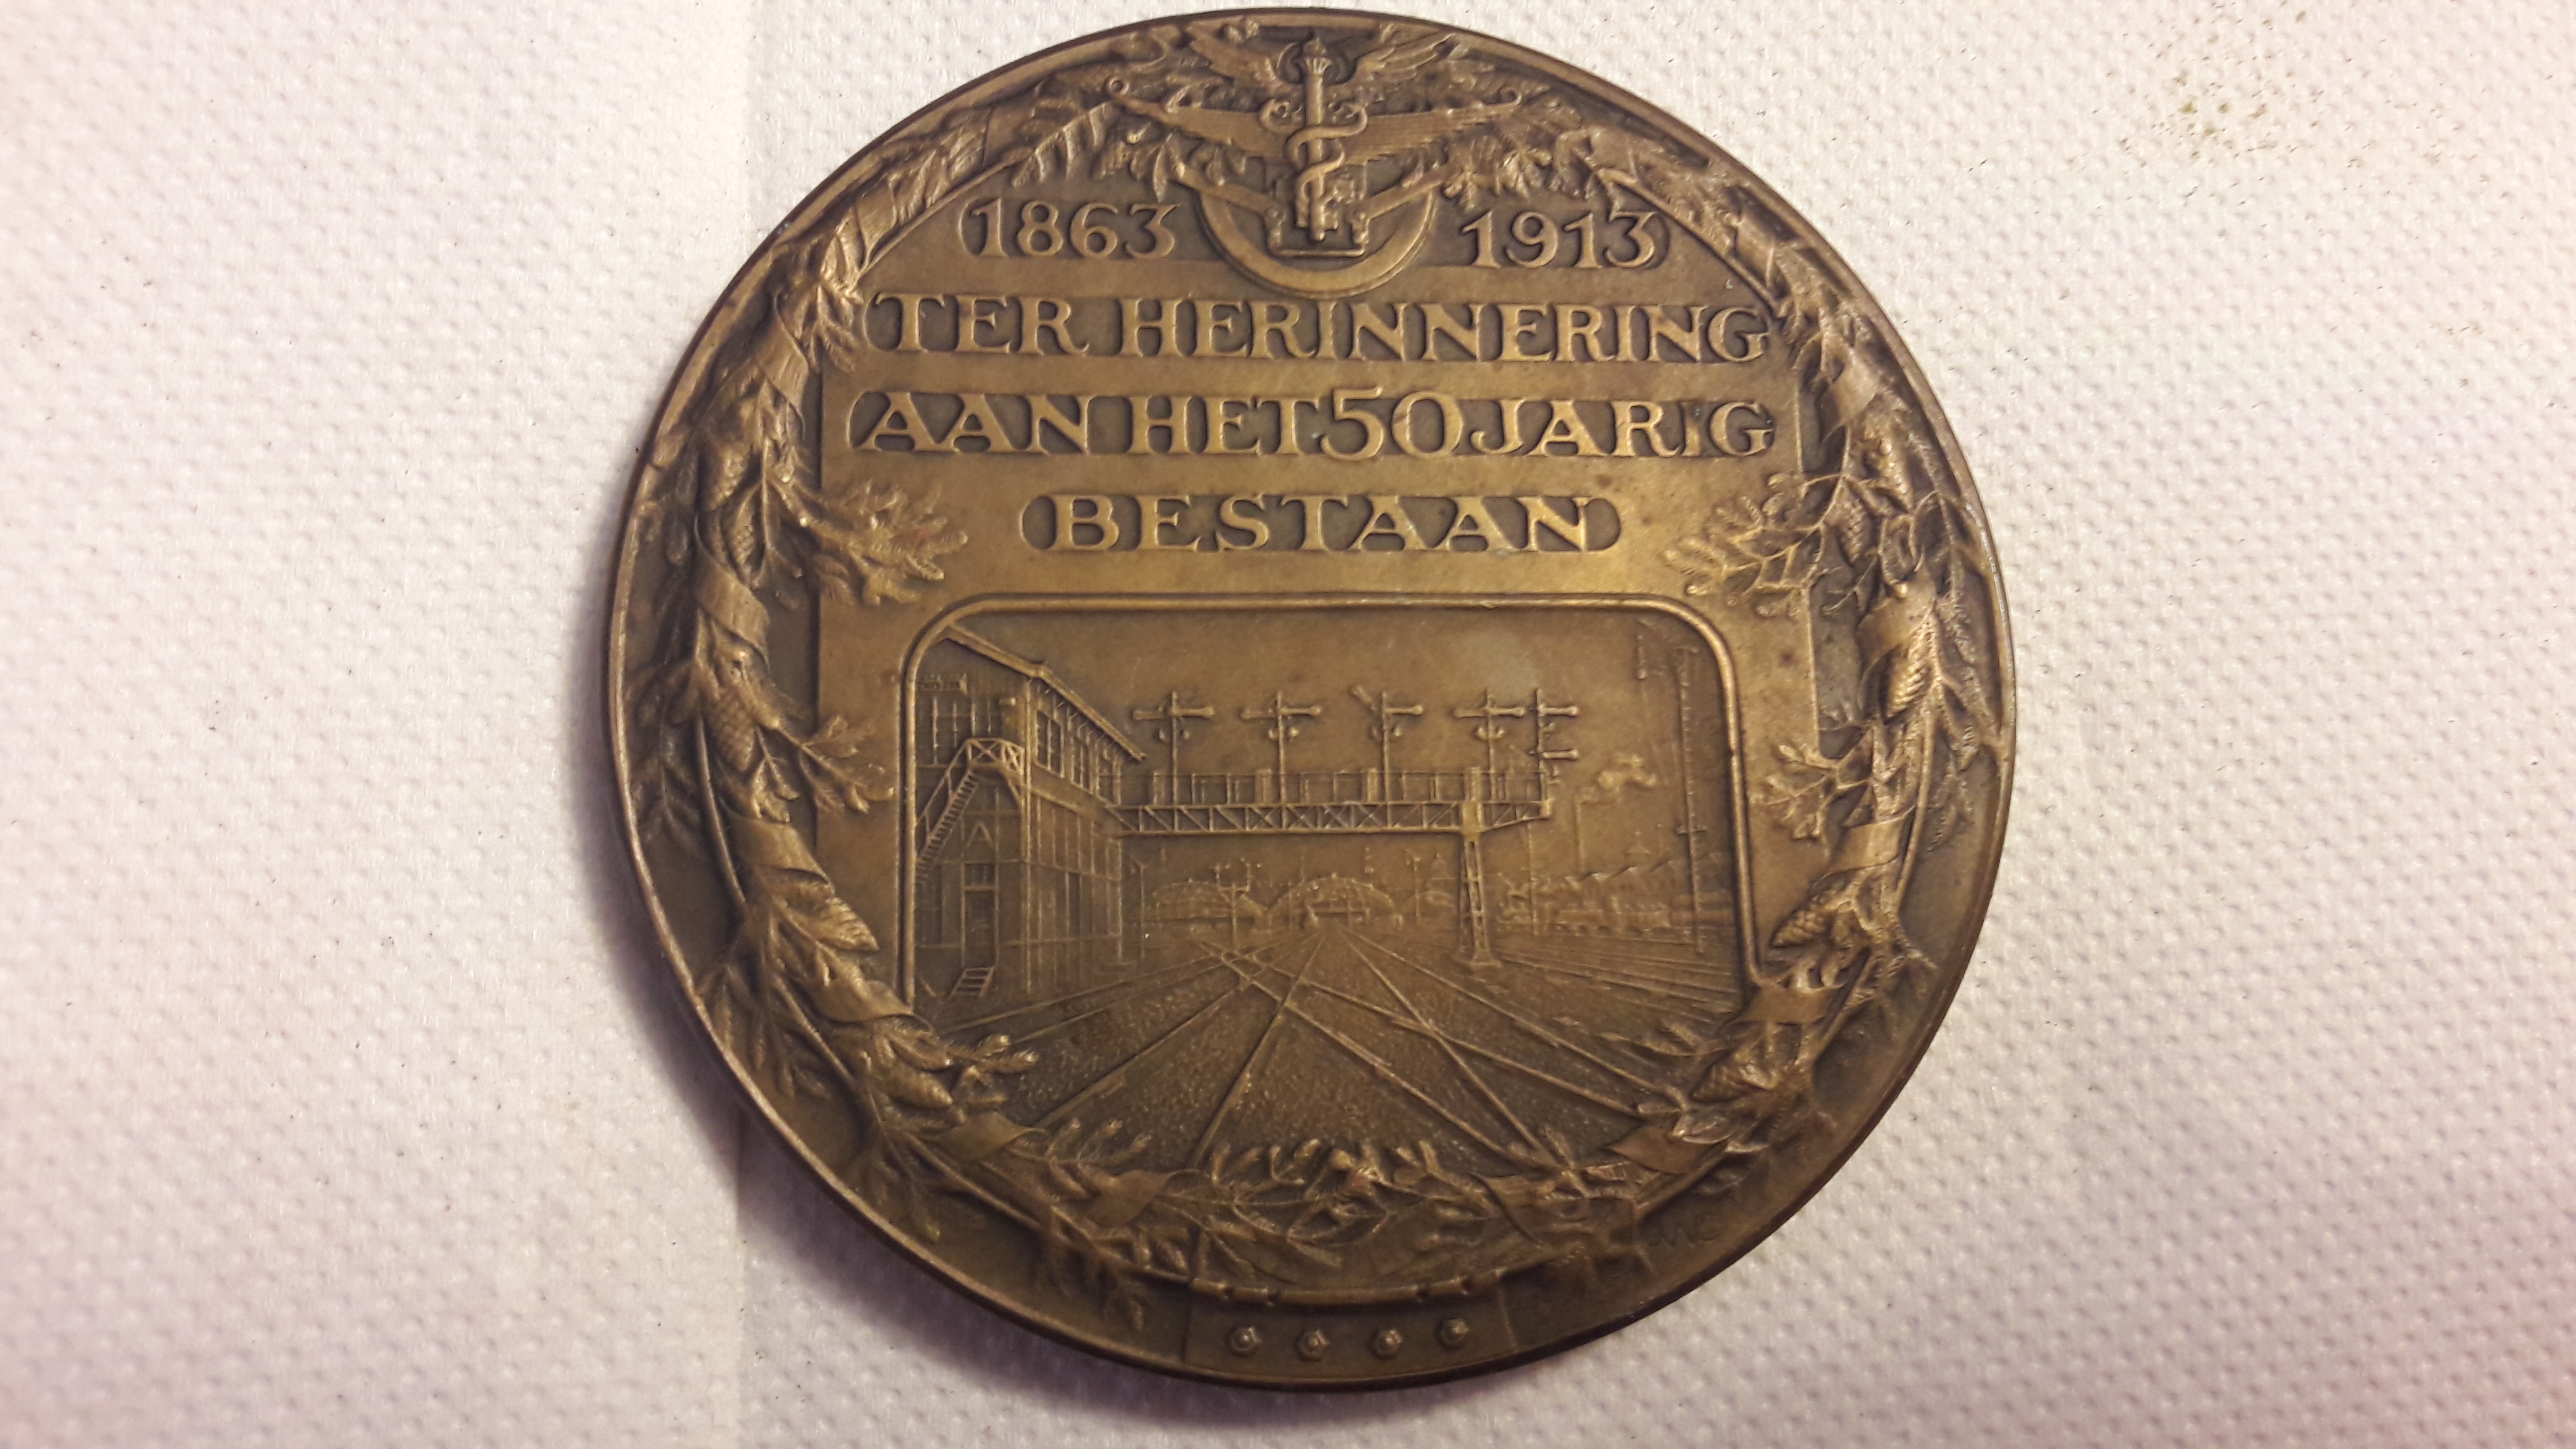 1863 1913
TER HERINNERING
AAN HET 50 JARIG
BESTAAN
A